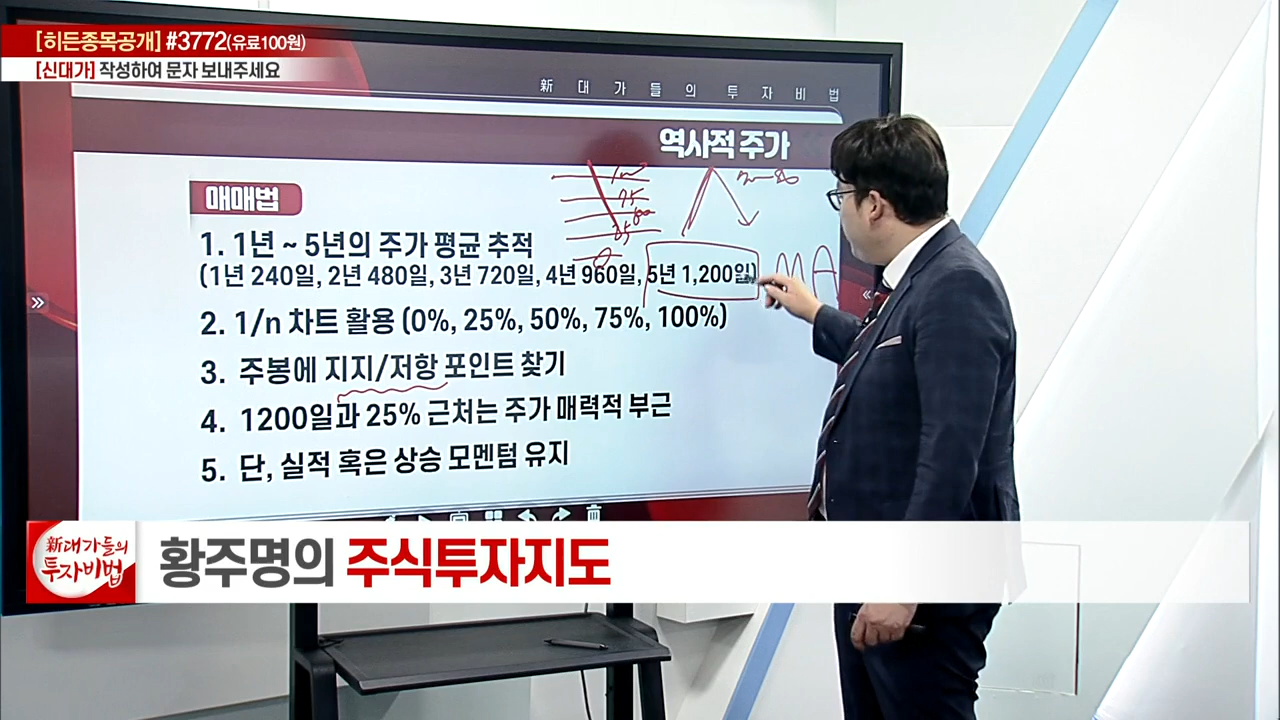 [히든종목공개] #3772(유료100원)
[신대가] 작성하여 문자 보내주세요
新 대 가 들 의 투 자 비 법
역사적 주가
매매법
1. 1년 ~ 5년의 주가 평균 추적
(1년 240일, 2년 480일, 3년 720일, 4년 960일, 5년 1,200일)
MA
2. 1/n 차트 활용 (0%, 25%, 50%, 75%, 100%)
3. 주봉에 지지/저항 포인트 찾기
4. 1200일과 25% 근처는 주가 매력적 부근
5. 단, 실적 혹은 상승 모멘텀 유지
新대가들의
투자비법
황주명의 주식투자지도